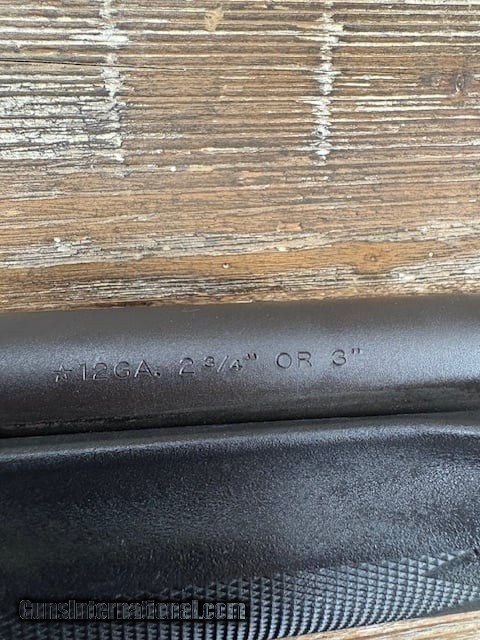 ☆12GA. 2 3/4" OR 3"
GunsInternational.com